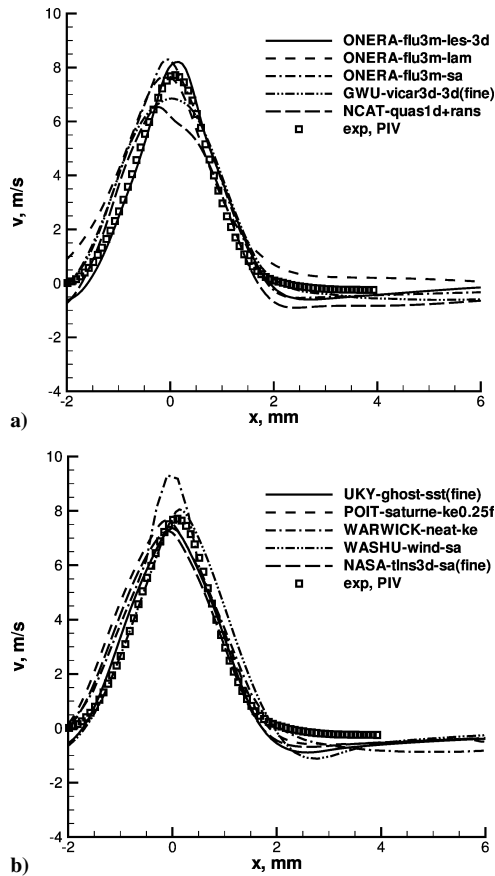 10
8
6
4
2
0
-2
-4
v, m/s
ONERA-flu3m-les-3d
ONERA-flu3m-lam
ONERA-flu3m-sa
GWU-vicar3d-3d(fine)
NCAT-quas1d+rans
exp, PIV
-2
0
2
4
6
x, mm
a)
10
8
6
4
2
0
-2
-4
v, m/s
UKY-ghost-sst(fine)
POIT-saturne-ke0.25f
WARWICK-neat-ke
WASHU-wind-sa
NASA-tlns3d-sa(fine)
exp, PIV
-2
0
2
4
6
x, mm
b)